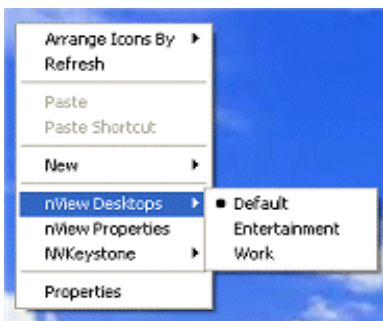 Arrange Icons By
Refresh
Paste
Paste Shortcut
New
nView Desktops
Default
nView Properties
Entertainment
NVKeystone
Work
Properties